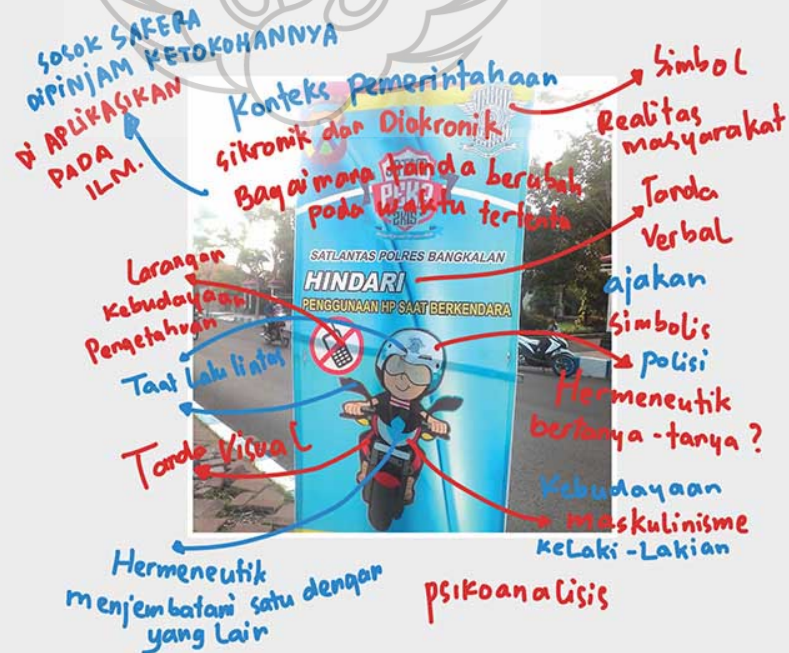 SOSOK SAKERA
DIPINJAM KETOKOHANNYA
DI APLIKASIKAN
PADA
ILM.
Konteks Pemerintahaan
sikronik dan Diakronik
Bagaimana tanda berubah
pada waktu tertentu
Simbol
Realitas
masyarakat
Tanda
Verbal
ajakan
Simbolis
Polisi
Hermeneutik
bertanya-tanya?
Kebudayaan
maskulinisme
Kelaki-Lakian
psikoanalisis
Larangan
Kebudayaan
Pengetahuan
Taat Lalu lintas
Tanda Visual
Hermeneutik
menjembatani satu dengan
yang Lain
SATLANTAS POLRES BANGKALAN
HINDARI
PENGGUNAAN HP SAAT BERKENDARA